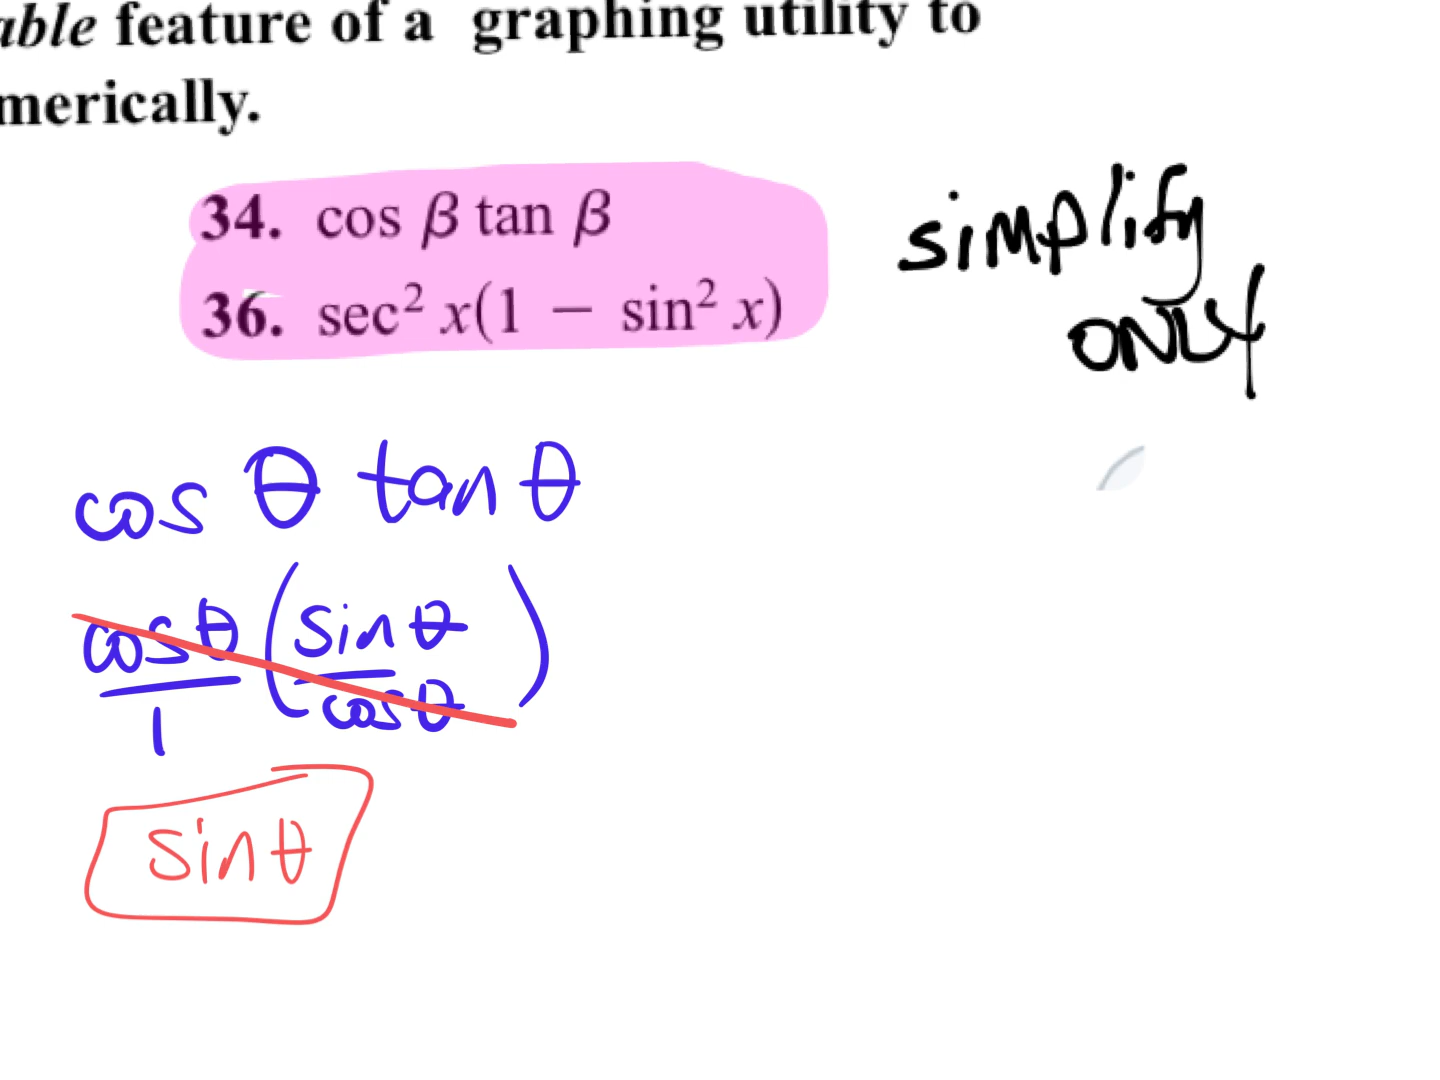 able feature of a graphing utility to
merically.
34. cos β tan β
36. sec² x(1 − sin² x)
simplify
ONLY
cos θ tan θ
cos θ / 1 ( sin θ / cos θ )
sin θ